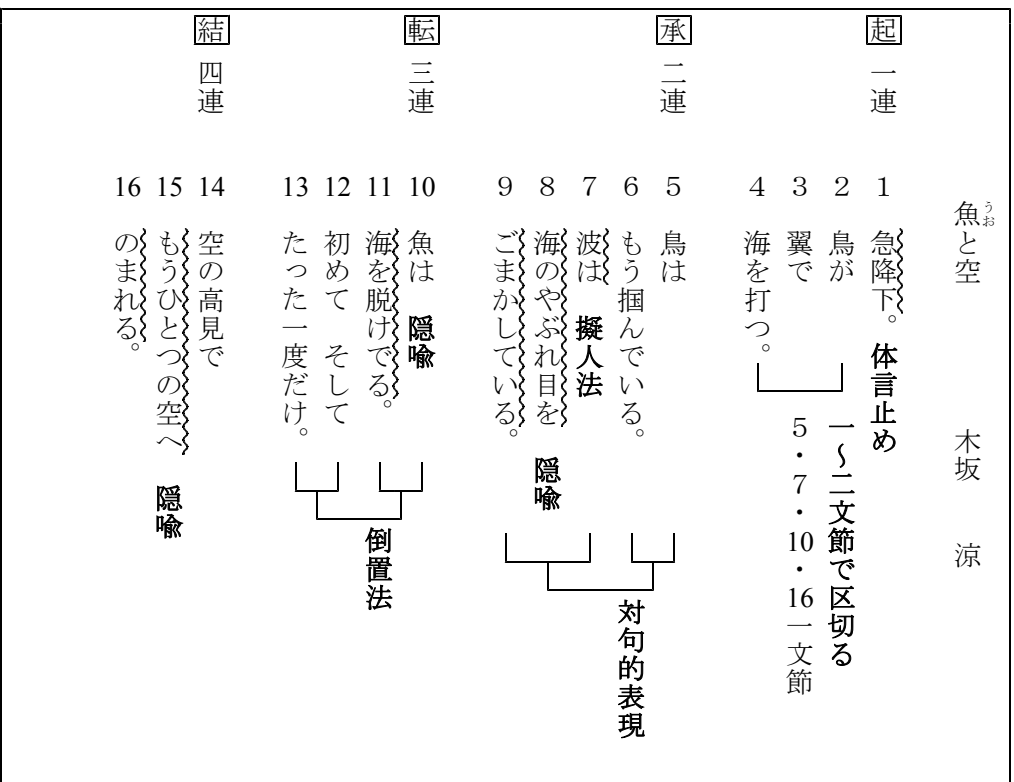 魚と空　木坂　涼
うお
起　一連
1　急降下。　体言止め
2　鳥が　一～二文節で区切る
3　翼で　５・７・10・16一文節
4　海を打つ。
承　二連
5　鳥は
6　もう掴んでいる。　対句的表現
7　波は　擬人法
8　海のやぶれ目を　隠喩
9　ごまかしている。
転　三連
10　魚は　隠喩
11　海を脱けでる。　倒置法
12　初めて　そして
13　たった一度だけ。
結　四連
14　空の高見で
15　もうひとつの空へ　隠喩
16　のまれる。